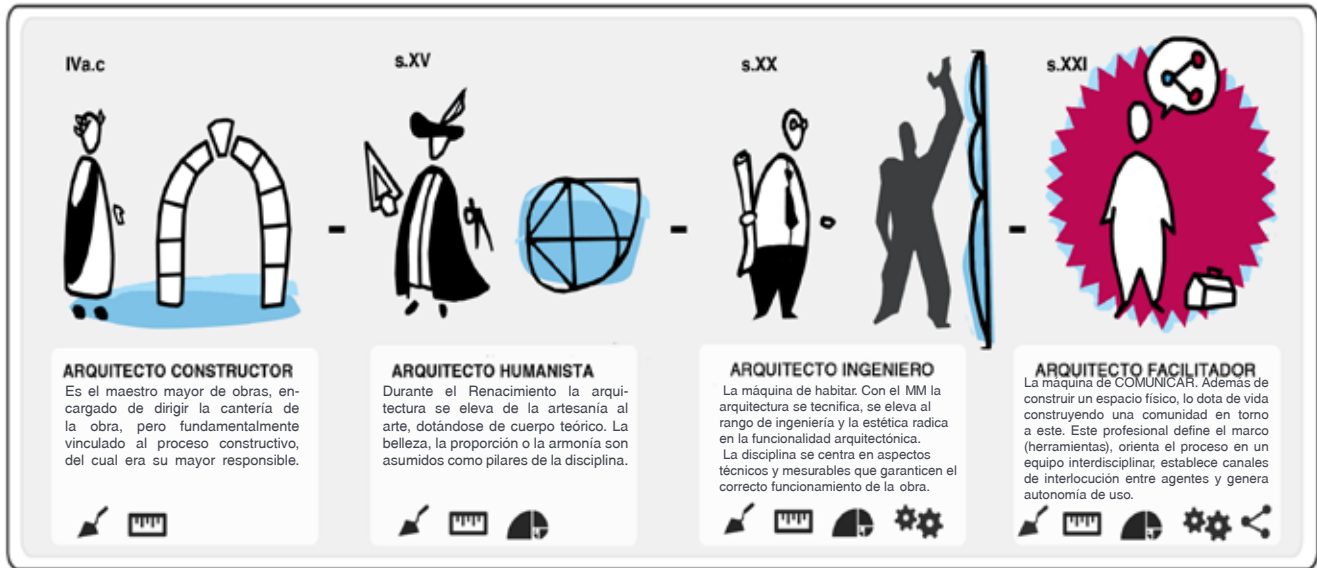 IVa.c
ARQUITECTO CONSTRUCTOR
Es el maestro mayor de obras, en-
cargado de dirigir la cantería de
la obra, pero fundamentalmente
vinculado al proceso constructivo,
del cual era su mayor responsible.
s.XV
ARQUITECTO HUMANISTA
Durante el Renacimiento la arqui-
tectura se eleva de la artesanía al
arte, dotándose de cuerpo teórico. La
belleza, la proporción o la armonía son
asumidos como pilares de la disciplina.
s.XX
ARQUITECTO INGENIERO
La máquina de habitar. Con el MM la
arquitectura se tecnifica, se eleva al
rango de ingeniería y la estética radica
en la funcionalidad arquitectónica.
La disciplina se centra en aspectos
técnicos y mesurables que garanticen el
correcto funcionamiento de la obra.
s.XXI
ARQUITECTO FACILITADOR
La máquina de COMUNICAR. Además de
construir un espacio físico, lo dota de vida
construyendo una comunidad en torno
a este. Este profesional define el marco
(herramientas), orienta el proceso en un
equipo interdisciplinar, establece canales
de interlocución entre agentes y genera
autonomía de uso.